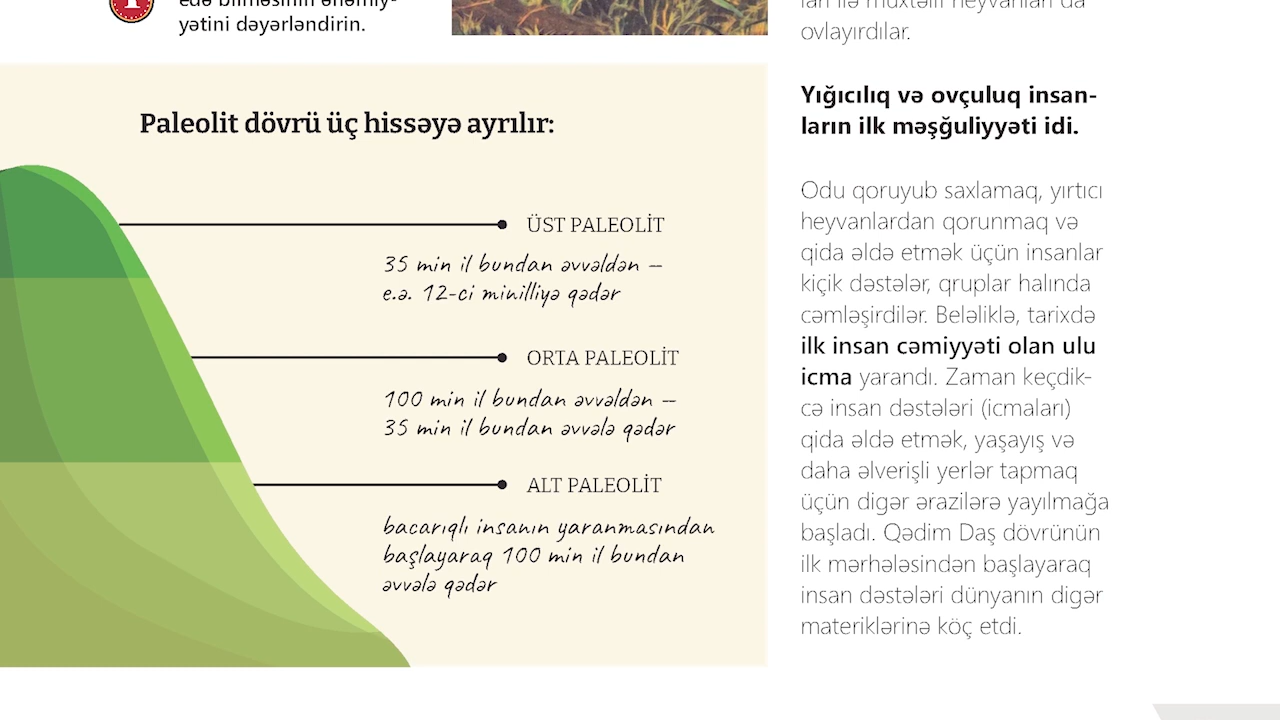 yətini dəyərləndirin.
Paleolit dövrü üç hissəyə ayrılır:
ÜST PALEOLİT
35 min il bundan əvvəldən –
e.ə. 12-ci minilliyə qədər
ORTA PALEOLİT
100 min il bundan əvvəldən –
35 min il bundan əvvələ qədər
ALT PALEOLİT
bacarıqlı insanın yaranmasından
başlayaraq 100 min il bundan
əvvələ qədər
ovlayırdılar.
Yığıcılıq və ovçuluq insan-
ların ilk məşğuliyyəti idi.
Odu qoruyub saxlamaq, yırtıcı
heyvanlardan qorunmaq və
qida əldə etmək üçün insanlar
kiçik dəstələr, qruplar halında
cəmləşirdilər. Beləliklə, tarixdə
ilk insan cəmiyyəti olan ulu
icma yarandı. Zaman keçdik-
cə insan dəstələri (icmaları)
qida əldə etmək, yaşayış və
daha əlverişli yerlər tapmaq
üçün digər ərazilərə yayılmağa
başladı. Qədim Daş dövrünün
ilk mərhələsindən başlayaraq
insan dəstələri dünyanın digər
materiklərinə köç etdi.